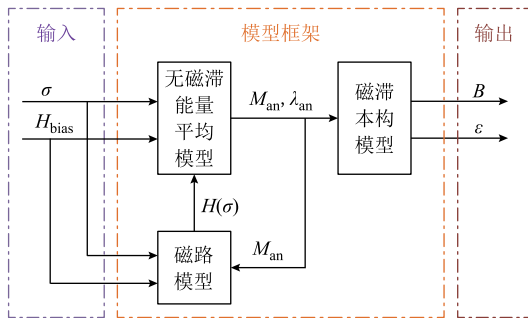 输入
模型框架
输出
σ
H_bias
无磁滞
能量
平均
模型
M_an, λ_an
磁滞
本构
模型
B
ε
H(σ)
磁路
模型
M_an